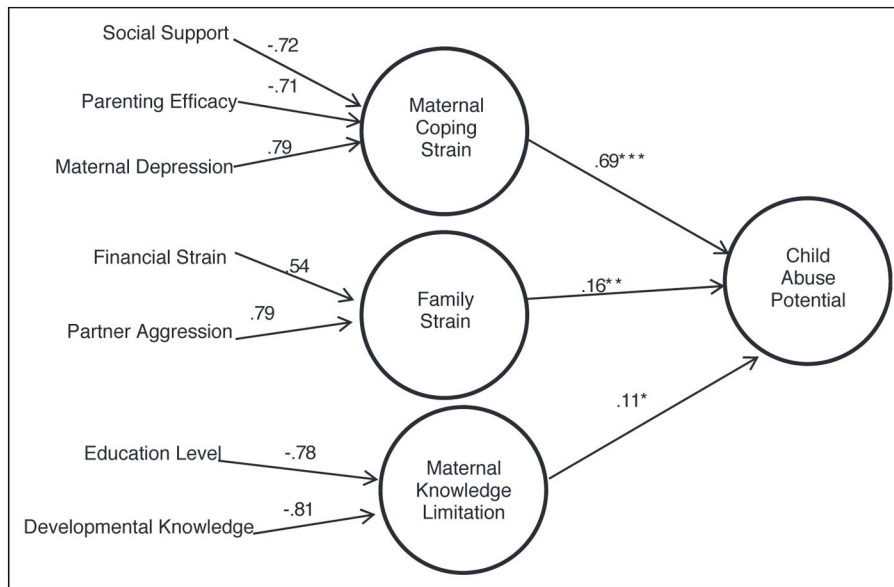 Social Support
-.72
Parenting Efficacy
-.71
Maternal Depression
.79
Maternal
Coping
Strain
.69***
Financial Strain
.54
Partner Aggression
.79
Family
Strain
.16**
Child
Abuse
Potential
Education Level
-.78
Developmental Knowledge
-.81
Maternal
Knowledge
Limitation
.11*